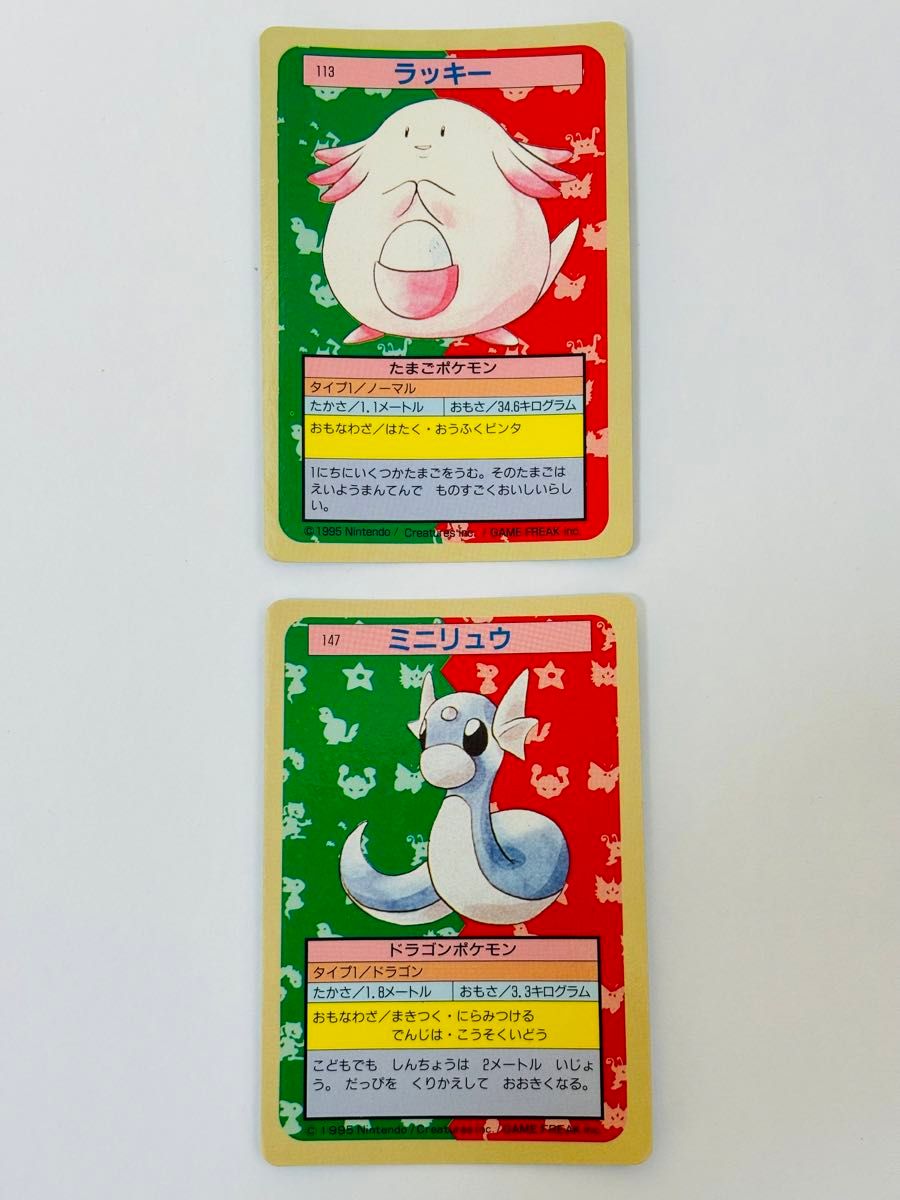 113 ラッキー
たまごポケモン
タイプ1/ノーマル
たかさ/1.1メートル おもさ/34.6キログラム
おもなわざ/はたく・おうふくビンタ
1にちにいくつかたまごをうむ。そのたまごは
えいようまんてんで ものすごくおいしいらし
い。
©1995 Nintendo / Creatures inc. / GAME FREAK inc.
147 ミニリュウ
ドラゴンポケモン
タイプ1/ドラゴン
たかさ/1.8メートル おもさ/3.3キログラム
おもなわざ/まきつく・にらみつける
でんじは・こうそくいどう
こどもでも しんちょうは 2メートル いじょ
う。だっぴを くりかえして おおきくなる。
©1995 Nintendo / Creatures inc. / GAME FREAK inc.